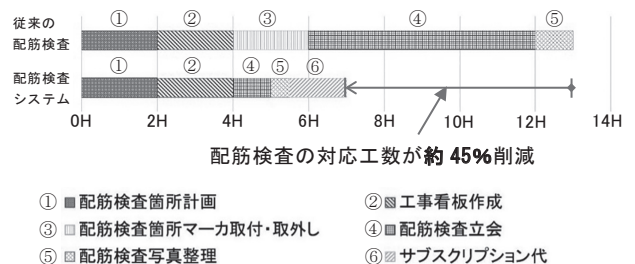 ① ② ③ ④ ⑤
従来の
配筋検査
① ② ④ ⑤ ⑥
配筋検査
システム
0H 2H 4H 6H 8H 10H 12H 14H
配筋検査の対応工数が約 45%削減
① 配筋検査箇所計画 ② 工事看板作成
③ 配筋検査箇所マーカ取付・取外し ④ 配筋検査立会
⑤ 配筋検査写真整理 ⑥ サブスクリプション代